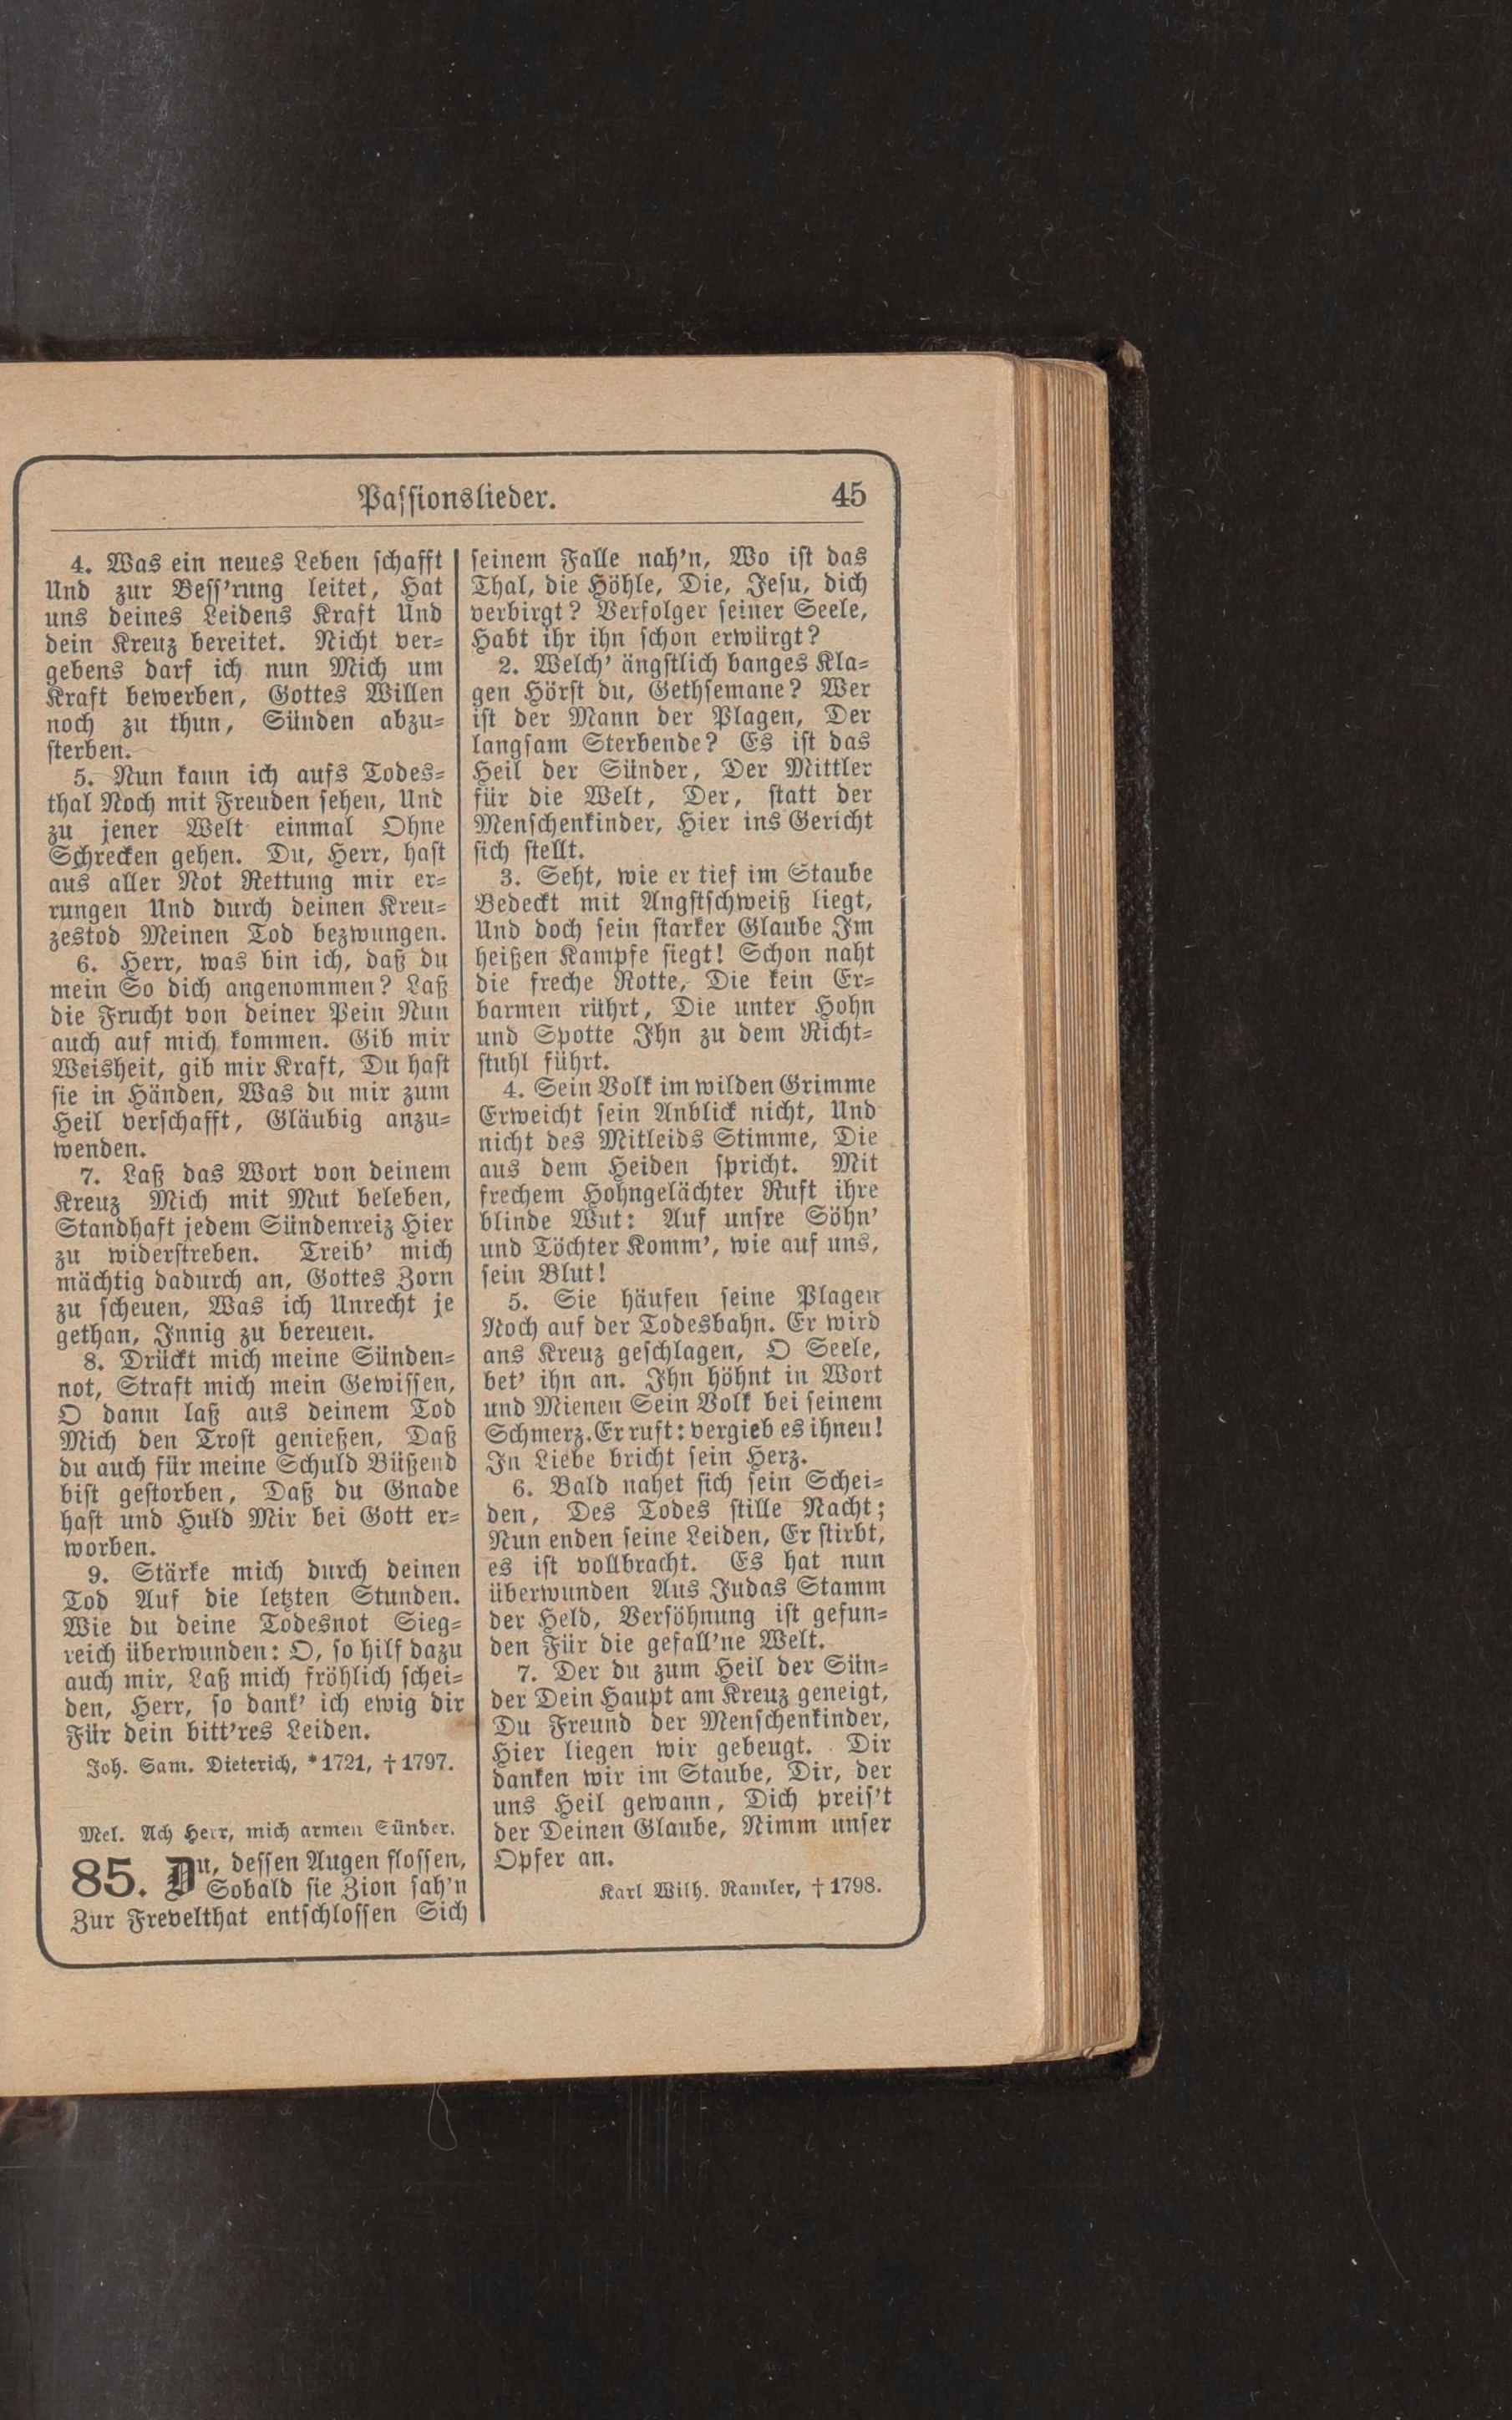 Passionslieder. 45
4. Was ein neues Leben schafft
Und zur Bess'rung leitet, Hat
uns deines Leidens Kraft Und
dein Kreuz bereitet. Nicht ver=
gebens darf ich nun Mich um
Kraft bewerben, Gottes Willen
noch zu thun, Sünden abzu=
sterben.
5. Nun kann ich aufs Todes=
thal Noch mit Freuden sehen, Und
zu jener Welt einmal Ohne
Schrecken gehen. Du, Herr, hast
aus aller Not Rettung mir er=
rungen Und durch deinen Kreu=
zestod Meinen Tod bezwungen.
6. Herr, was bin ich, daß du
mein So dich angenommen? Laß
die Frucht von deiner Pein Nun
auch auf mich kommen. Gib mir
Weisheit, gib mir Kraft, Du hast
sie in Händen, Was du mir zum
Heil verschafft, Gläubig anzu=
wenden.
7. Laß das Wort von deinem
Kreuz Mich mit Mut beleben,
Standhaft jedem Sündenreiz Hier
zu widerstreben. Treib' mich
mächtig dadurch an, Gottes Zorn
zu scheuen, Was ich Unrecht je
gethan, Innig zu bereuen.
8. Drückt mich meine Sünden=
not, Straft mich mein Gewissen,
O dann laß aus deinem Tod
Mich den Trost genießen, Daß
du auch für meine Schuld Büßend
bist gestorben, Daß du Gnade
hast und Huld Mir bei Gott er=
worben.
9. Stärke mich durch deinen
Tod Auf die letzten Stunden.
Wie du deine Todesnot Sieg=
reich überwunden: O, so hilf dazu
auch mir, Laß mich fröhlich schei=
den, Herr, so dank' ich ewig dir
Für dein bitt'res Leiden.
Joh. Sam. Dieterich, *1721, †1797.
Mel. Ach Herr, mich armen Sünder.
85. Du, dessen Augen flossen,
Sobald sie Zion sah'n
Zur Frevelthat entschlossen Sich
seinem Falle nah'n, Wo ist das
Thal, die Höhle, Die, Jesu, dich
verbirgt? Verfolger seiner Seele,
Habt ihr ihn schon erwürgt?
2. Welch' ängstlich banges Kla=
gen Hörst du, Gethsemane? Wer
ist der Mann der Plagen, Der
langsam Sterbende? Es ist das
Heil der Sünder, Der Mittler
für die Welt, Der, statt der
Menschenkinder, Hier ins Gericht
sich stellt.
3. Seht, wie er tief im Staube
Bedeckt mit Angstschweiß liegt,
Und doch sein starker Glaube Im
heißen Kampfe siegt! Schon naht
die freche Rotte, Die kein Er=
barmen rührt, Die unter Hohn
und Spotte Ihn zu dem Richt=
stuhl führt.
4. Sein Volk im wilden Grimme
Erweicht sein Anblick nicht, Und
nicht des Mitleids Stimme, Die
aus dem Heiden spricht. Mit
frechem Hohngelächter Ruft ihre
blinde Wut: Auf unsre Söhn'
und Töchter Komm', wie auf uns,
sein Blut!
5. Sie häufen seine Plagen
Noch auf der Todesbahn. Er wird
ans Kreuz geschlagen, O Seele,
bet' ihn an. Ihn höhnt in Wort
und Mienen Sein Volk bei seinem
Schmerz. Er ruft: vergieb es ihnen!
In Liebe bricht sein Herz.
6. Bald nahet sich sein Schei=
den, Des Todes stille Nacht;
Nun enden seine Leiden, Er stirbt,
es ist vollbracht. Es hat nun
überwunden Aus Judas Stamm
der Held, Versöhnung ist gefun=
den Für die gefall'ne Welt.
7. Der du zum Heil der Sün=
der Dein Haupt am Kreuz geneigt,
Du Freund der Menschenkinder,
Hier liegen wir gebeugt. Dir
danken wir im Staube, Dir, der
uns Heil gewann, Dich preis't
der Deinen Glaube, Nimm unser
Opfer an.
Karl Wilh. Ramler, †1798.